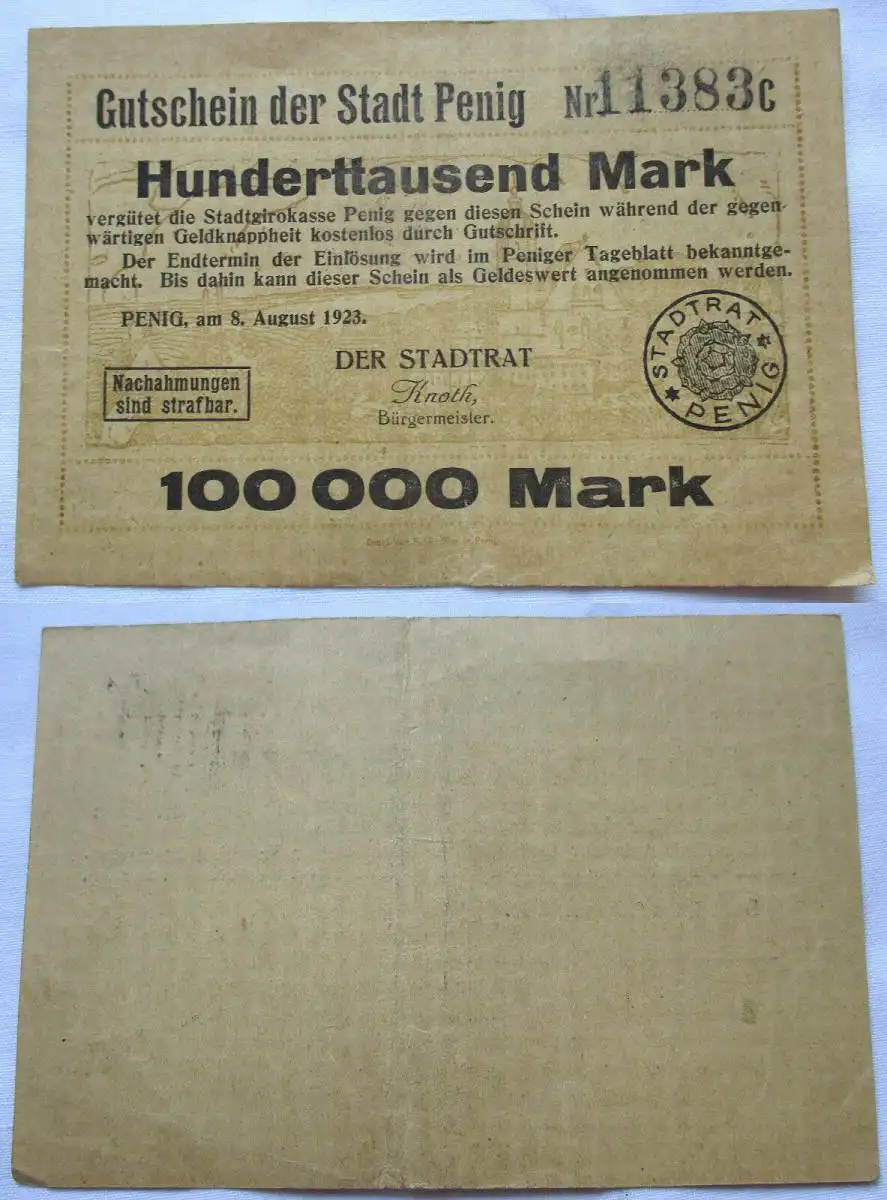 Gutschein der Stadt Penig Nr. 11383 C
Hunderttausend Mark
vergütet die Stadtgirokasse Penig gegen diesen Schein während der gegen-
wärtigen Geldknappheit kostenlos durch Gutschrift.
Der Endtermin der Einlösung wird im Peniger Tageblatt bekanntge-
macht. Bis dahin kann dieser Schein als Geldeswert angenommen werden.
PENIG, am 8. August 1923.
DER STADTRAT
Knoth,
Bürgermeister.
Nachahmungen
sind strafbar.
STADTRAT
PENIG
100 000 Mark